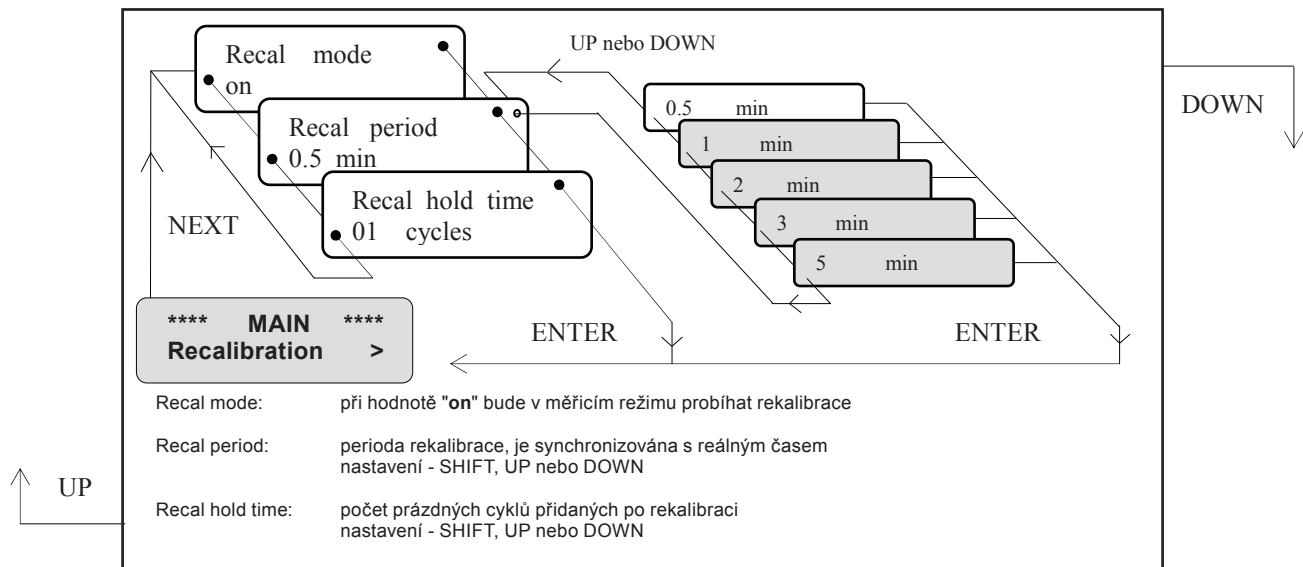 Recal mode
on
Recal period
0.5 min
Recal hold time
01 cycles
UP nebo DOWN
0.5 min
1 min
2 min
3 min
5 min
DOWN
NEXT
**** MAIN ****
Recalibration >
ENTER
ENTER
Recal mode: při hodnotě "on" bude v měřicím režimu probíhat rekalibrace
Recal period: perioda rekalibrace, je synchronizována s reálným časem
nastavení - SHIFT, UP nebo DOWN
UP
Recal hold time: počet prázdných cyklů přidaných po rekalibraci
nastavení - SHIFT, UP nebo DOWN